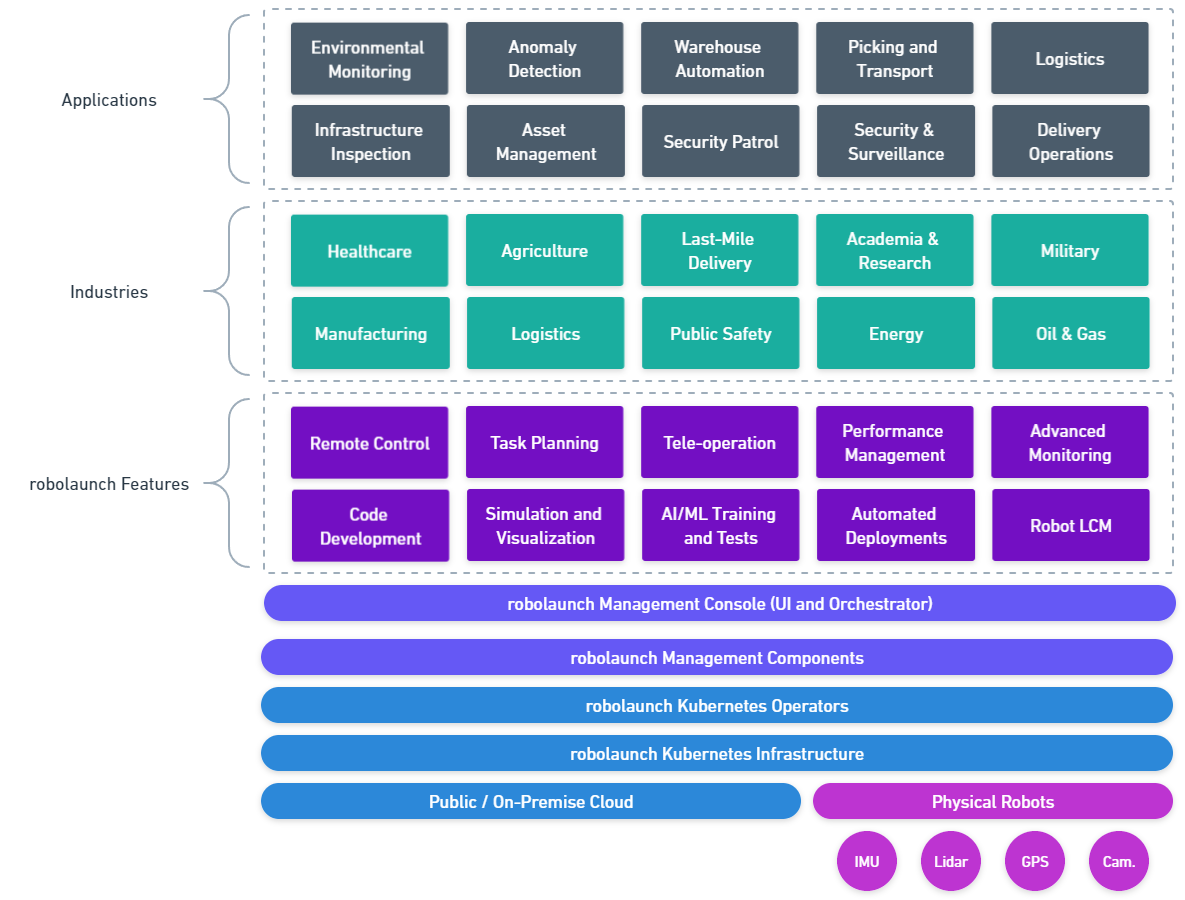 Applications
Environmental
Monitoring
Anomaly
Detection
Warehouse
Automation
Picking and
Transport
Logistics
Infrastructure
Inspection
Asset
Management
Security Patrol
Security &
Surveillance
Delivery
Operations
Industries
Healthcare
Agriculture
Last-Mile
Delivery
Academia &
Research
Military
Manufacturing
Logistics
Public Safety
Energy
Oil & Gas
robolaunch Features
Remote Control
Task Planning
Tele-operation
Performance
Management
Advanced
Monitoring
Code
Development
Simulation and
Visualization
AI/ML Training
and Tests
Automated
Deployments
Robot LCM
robolaunch Management Console (UI and Orchestrator)
robolaunch Management Components
robolaunch Kubernetes Operators
robolaunch Kubernetes Infrastructure
Public / On-Premise Cloud
Physical Robots
IMU
Lidar
GPS
Cam.